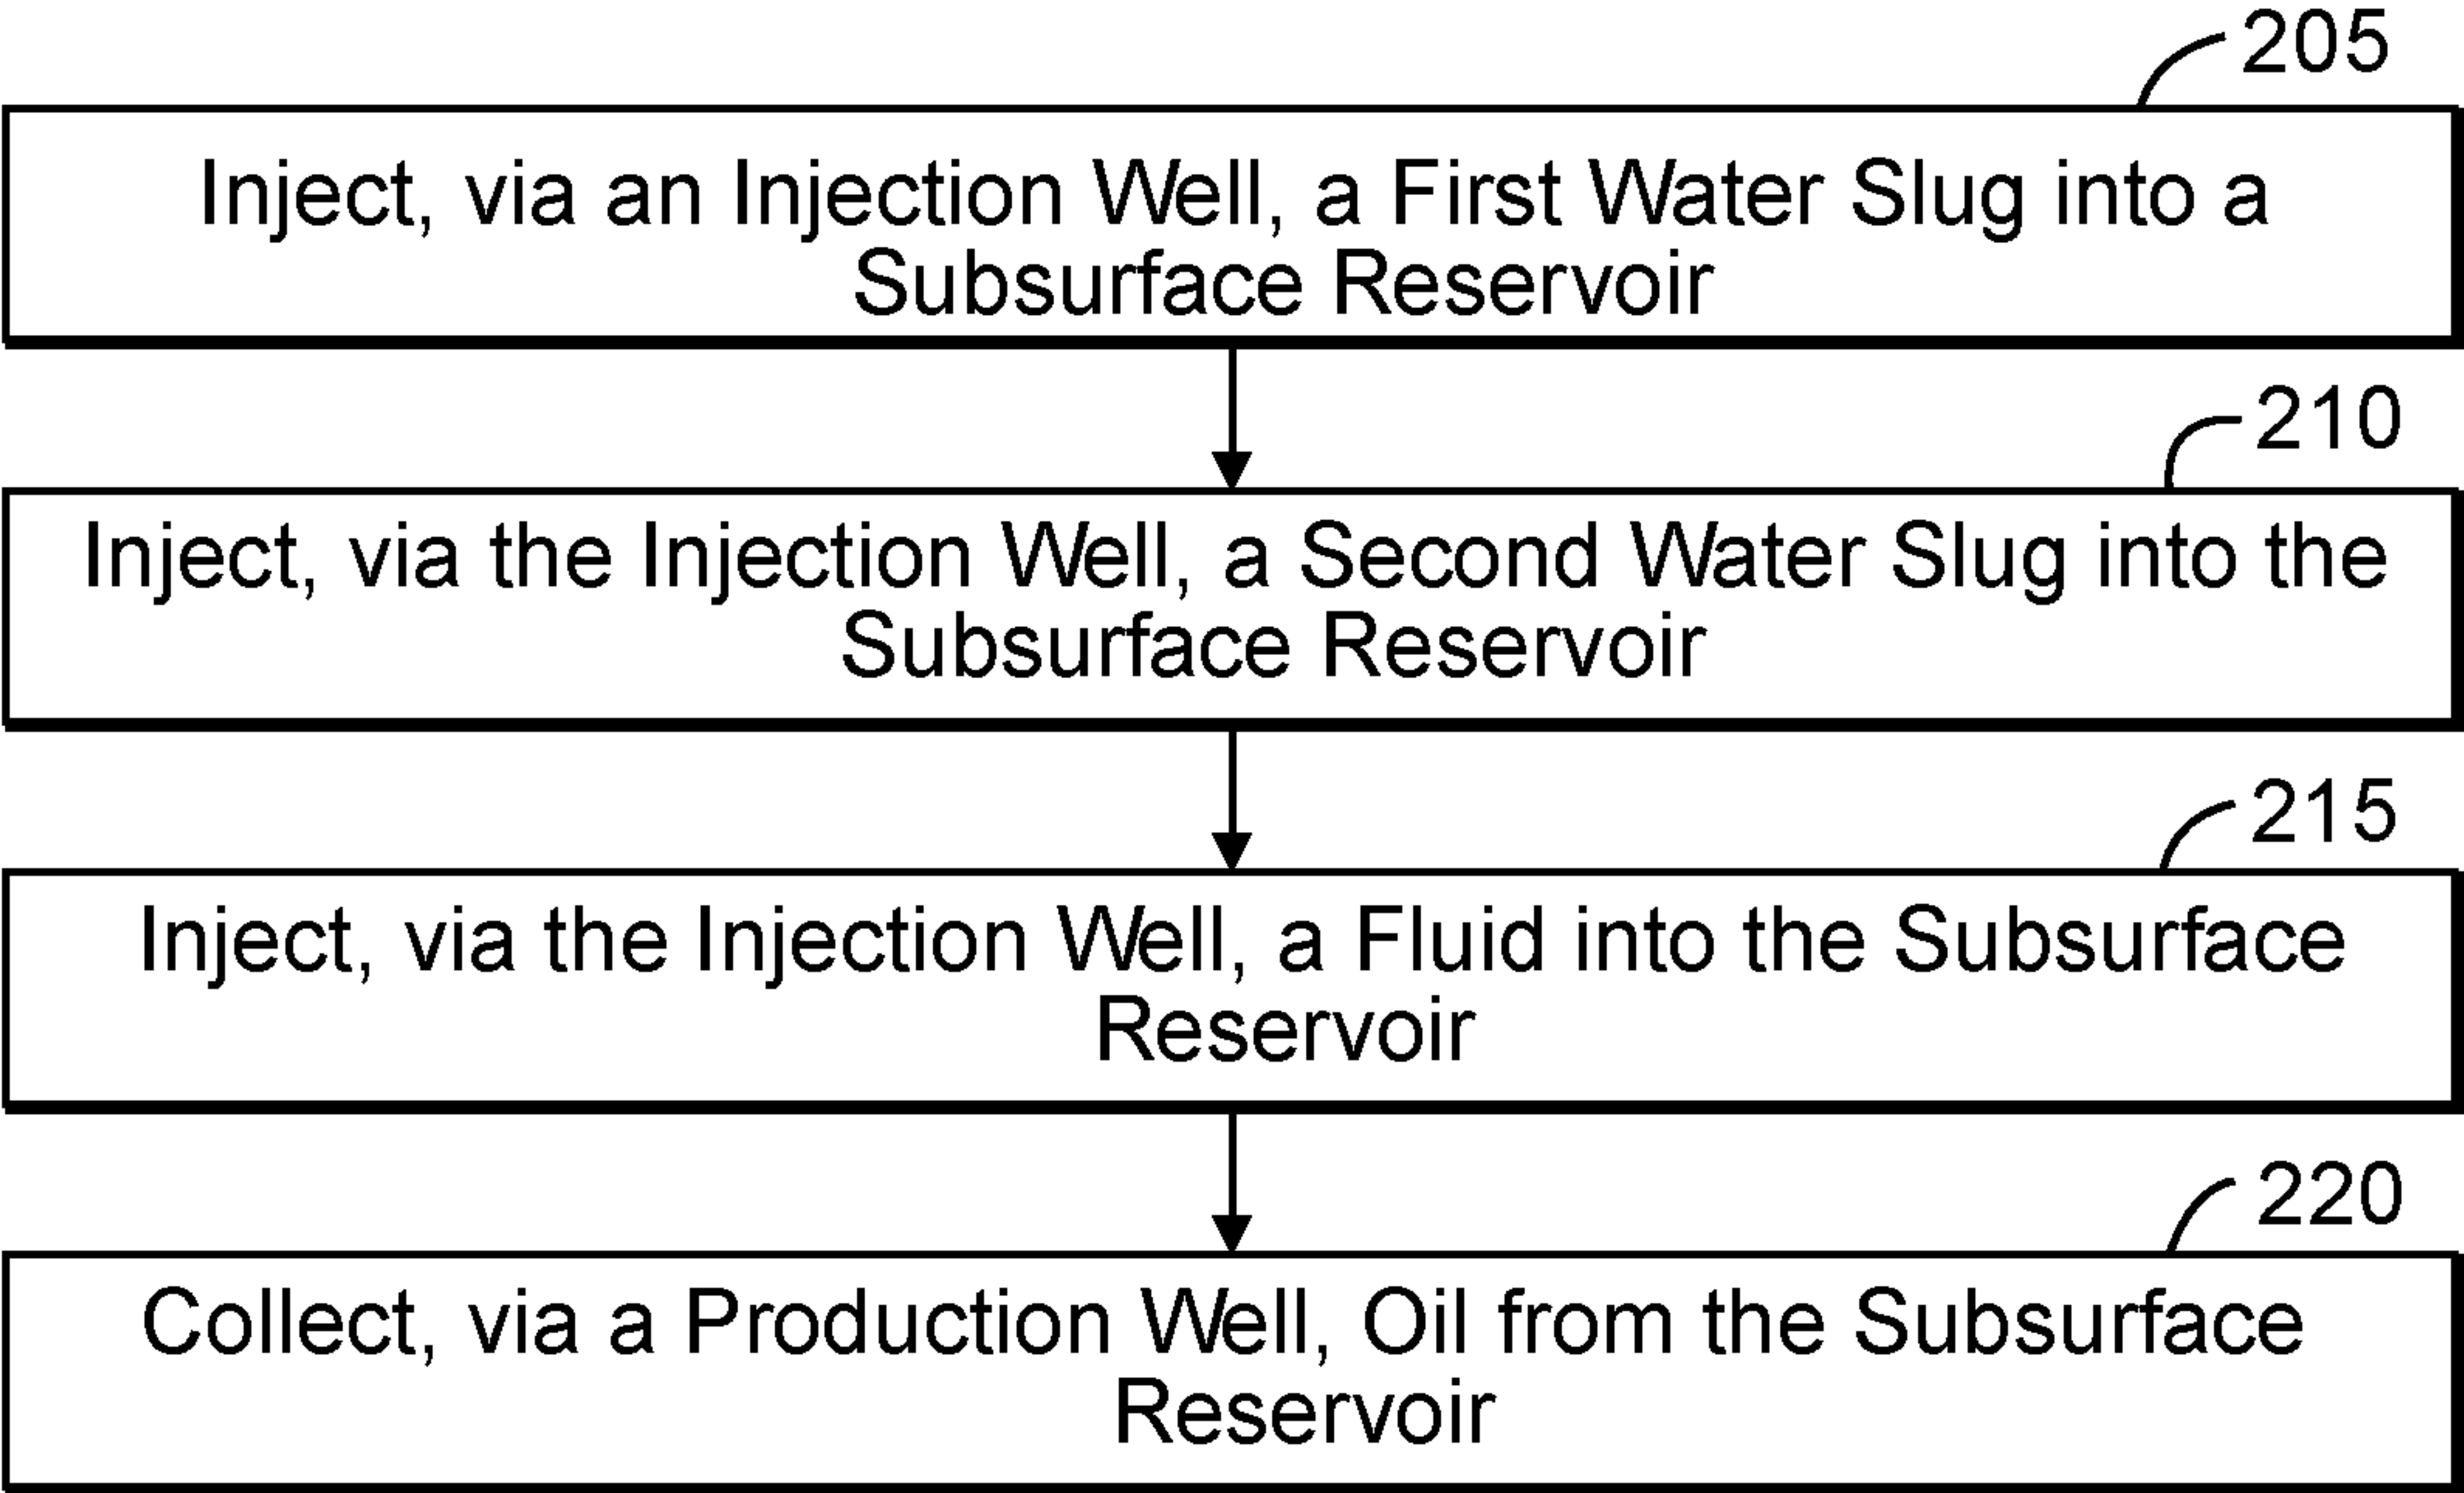 205
Inject, via an Injection Well, a First Water Slug into a
Subsurface Reservoir
210
Inject, via the Injection Well, a Second Water Slug into the
Subsurface Reservoir
215
Inject, via the Injection Well, a Fluid into the Subsurface
Reservoir
220
Collect, via a Production Well, Oil from the Subsurface
Reservoir